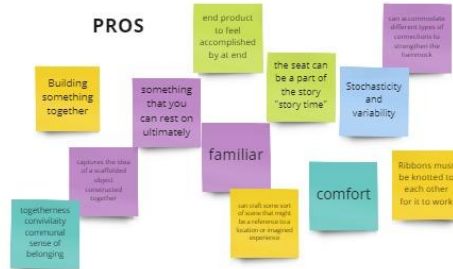 PROS
end product
to feel
accomplished
by at end
can accommodate
different types of
connections to
strengthen the
hammock
Building
something
together
something
that you
can rest on
ultimately
the seat can
be a part of
the story
"story time"
Stochasticity
and
variability
captures the idea
of a scaffolded
object
constructed
together
familiar
Ribbons must
be knotted to
each other
for it to work
comfort
can craft some
sort of scene that might
be a reference to a
location or imagined
experience
togetherness
conviviality
communal
sense of
belonging